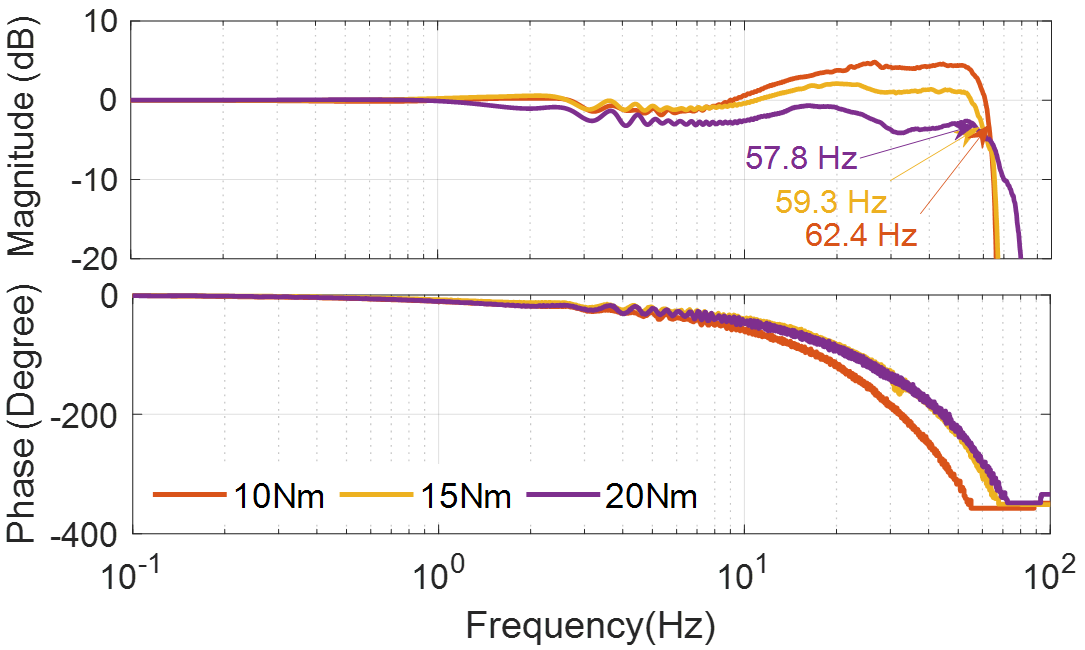 Magnitude (dB)
10
0
-10
-20
57.8 Hz
59.3 Hz
62.4 Hz
Phase (Degree)
0
-200
-400
10Nm 15Nm 20Nm
10^-1 10^0 10^1 10^2
Frequency(Hz)